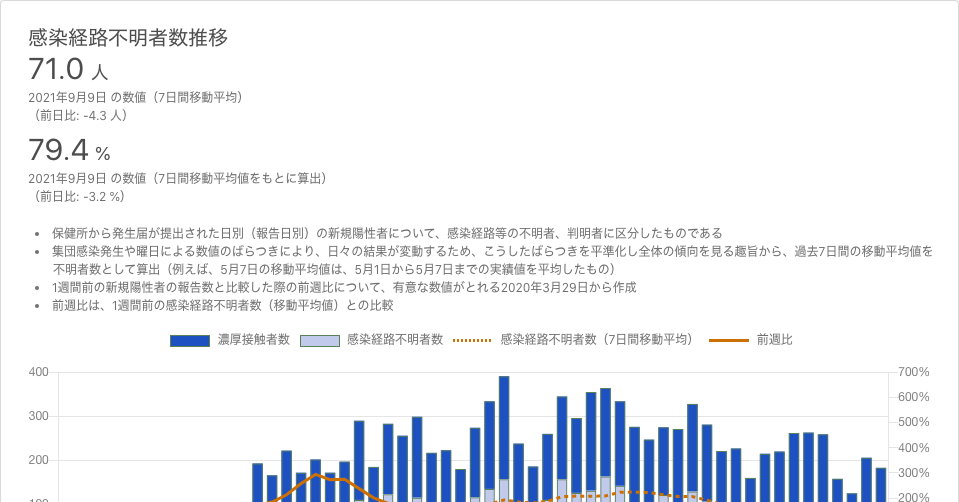 感染経路不明者数推移
71.0 人
2021年9月9日 の数値（7日間移動平均）
（前日比: -4.3 人）
79.4 %
2021年9月9日 の数値（7日間移動平均値をもとに算出）
（前日比: -3.2 %）
• 保健所から発生届が提出された日別（報告日別）の新規陽性者について、感染経路等の不明者、判明者に区分したものである
• 集団感染発生や曜日による数値のばらつきにより、日々の結果が変動するため、こうしたばらつきを平準化し全体の傾向を見る趣旨から、過去7日間の移動平均値を
不明者数として算出（例えば、5月7日の移動平均値は、5月1日から5月7日までの実績値を平均したもの）
• 1週間前の新規陽性者の報告数と比較した際の前週比について、有意な数値がとれる2020年3月29日から作成
• 前週比は、1週間前の感染経路不明者数（移動平均値）との比較
濃厚接触者数 感染経路不明者数 感染経路不明者数（7日間移動平均） 前週比
400 700%
600%
300 500%
400%
200 300%
100 200%